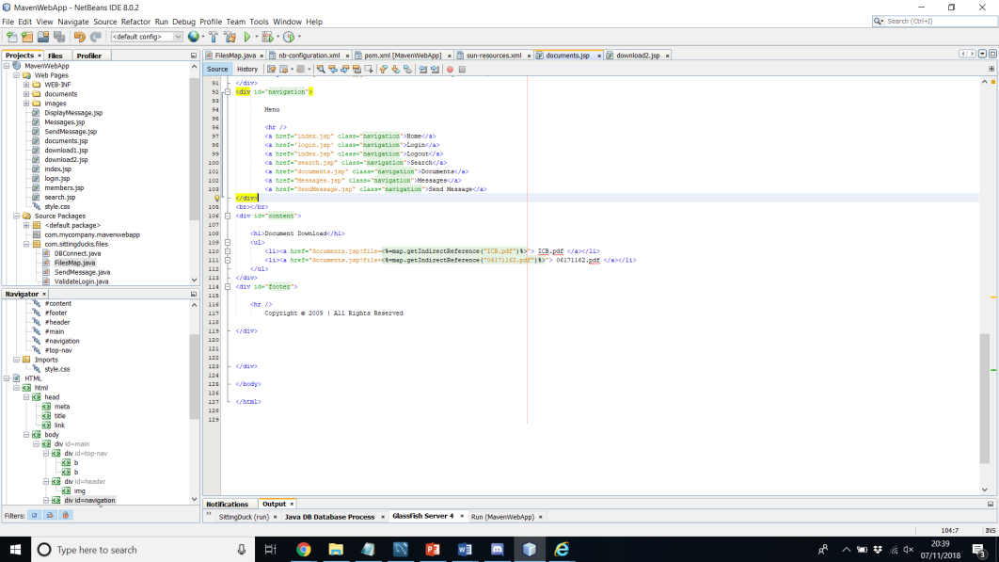 MavenWebApp - NetBeans IDE 8.0.2
File Edit View Navigate Source Refactor Run Debug Profile Team Tools Window Help
Search (Ctrl+I)
<default config>
Projects × Files Profiler
MavenWebApp
Web Pages
WEB-INF
documents
images
DisplayMessage.jsp
Messages.jsp
SendMessage.jsp
documents.jsp
download1.jsp
download2.jsp
index.jsp
login.jsp
members.jsp
search.jsp
style.css
Source Packages
<default package>
com.mycompany.mavenwebapp
com.sittingducks.files
DBConnect.java
FilesMap.java
SendMessage.java
ValidateLogin.java
Navigator ×
#content
#footer
#header
#main
#navigation
#top-nav
Imports
style.css
HTML
html
head
meta
title
link
body
div id=main
div id=top-nav
b
b
div id=header
img
div id=navigation
Filters:
FilesMap.java × nb-configuration.xml × pom.xml [MavenWebApp] × sun-resources.xml × documents.jsp × download2.jsp ×
Source History
91 </div>
92 <div id="navigation">
93
94 Menu
95
96 <hr />
97 <a href="index.jsp" class="navigation">Home</a>
98 <a href='login.jsp' class="navigation">Login</a>
99 <a href="index.jsp" class="navigation">Logout</a>
100 <a href="search.jsp" class="navigation">Search</a>
101 <a href="documents.jsp" class="navigation">Documents</a>
102 <a href="Messages.jsp" class="navigation">Messages</a>
103 <a href="SendMessage.jsp" class="navigation">Send Message</a>
</div>
105 <br></br>
106 <div id="content">
107
108 <h1>Document Download</h1>
109 <ul>
110 <li><a href="documents.jsp?file=<%=map.getIndirectReference("ICB.pdf")%>"> ICB.pdf </a></li>
111 <li><a href="documents.jsp?file=<%=map.getIndirectReference("06171162.pdf")%>"> 06171162.pdf </a></li>
112 </ul>
113 </div>
114 <div id="footer">
115
116 <hr />
117 Copyright © 2005 | All Rights Reserved
118
119 </div>
120
121
122
123 </div>
124
125 </body>
126
127 </html>
128
129
Notifications Output ×
SittingDuck (run) × Java DB Database Process × GlassFish Server 4 × Run (MavenWebApp) ×
104:7 INS
Type here to search
20:39
07/11/2018
3